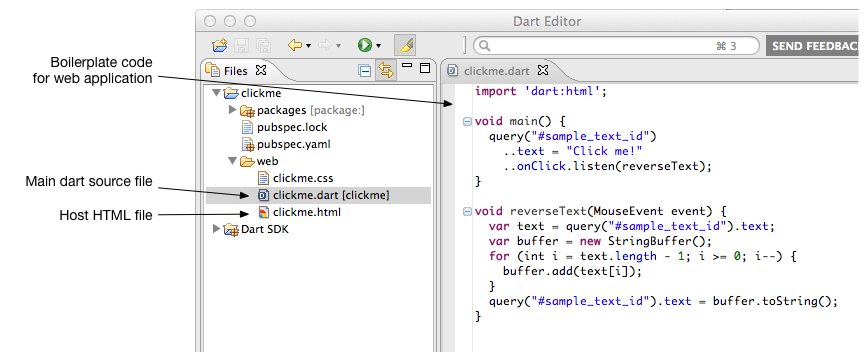 Dart Editor
⌘ 3
SEND FEEDBACK
Boilerplate code
for web application
Files
clickme.dart
clickme
packages [package:]
pubspec.lock
pubspec.yaml
web
clickme.css
Main dart source file
clickme.dart [clickme]
Host HTML file
clickme.html
Dart SDK
import 'dart:html';
void main() {
query("#sample_text_id")
..text = "Click me!"
..onClick.listen(reverseText);
}
void reverseText(MouseEvent event) {
var text = query("#sample_text_id").text;
var buffer = new StringBuffer();
for (int i = text.length - 1; i >= 0; i--) {
buffer.add(text[i]);
}
query("#sample_text_id").text = buffer.toString();
}